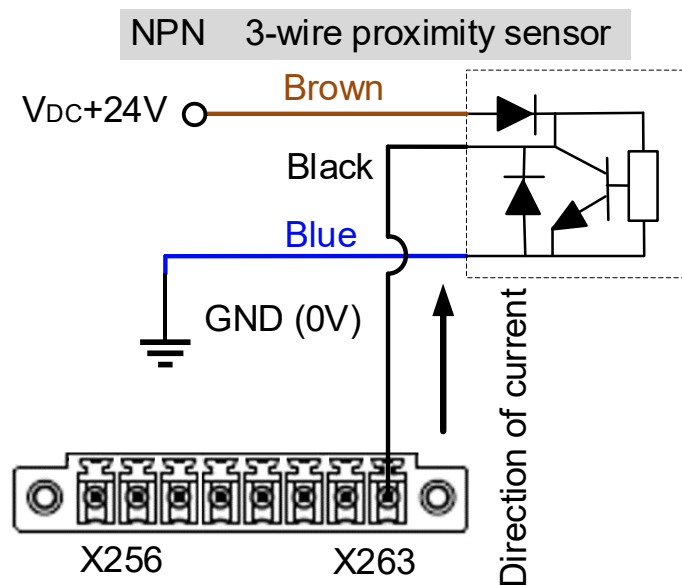 NPN 3-wire proximity sensor
Brown
VDC+24V
Black
Blue
GND (0V)
Direction of current
X256
X263